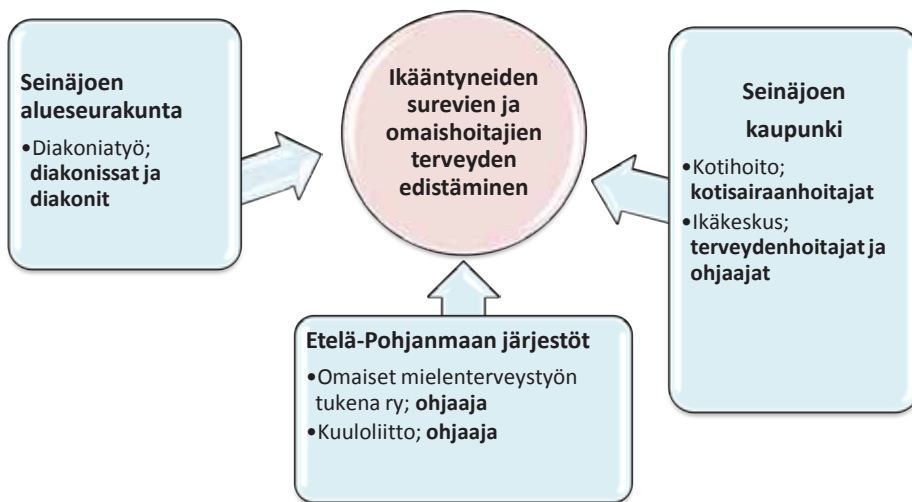 Seinäjoen
alueseurakunta
•Diakoniatyö;
diakonissat ja
diakonit
Ikääntyneiden
surevien ja
omaishoitajien
terveyden
edistäminen
Seinäjoen
kaupunki
•Kotihoito;
kotisairaanhoitajat
•Ikäkeskus;
terveydenhoitajat ja
ohjaajat
Etelä-Pohjanmaan järjestöt
•Omaiset mielenterveystyön
tukena ry; ohjaaja
•Kuuloliitto; ohjaaja